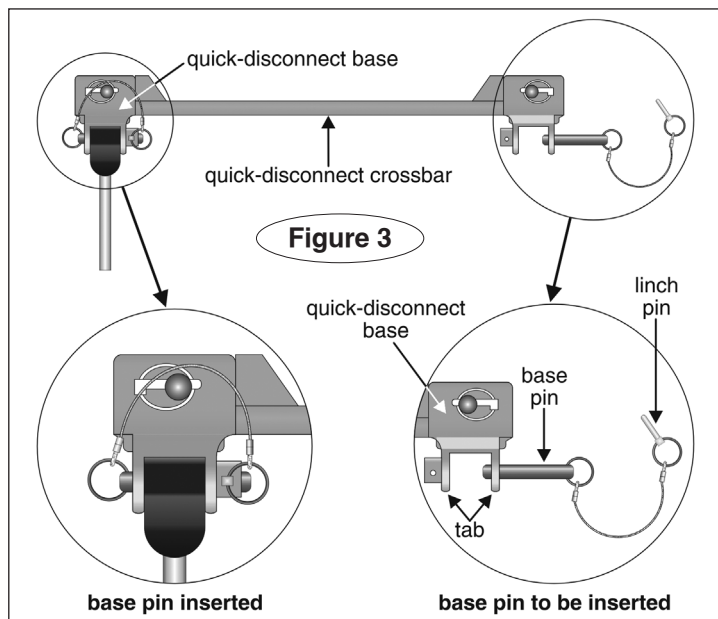 quick-disconnect base
quick-disconnect crossbar
Figure 3
quick-disconnect
base
linch
pin
base
pin
tab
base pin inserted
base pin to be inserted